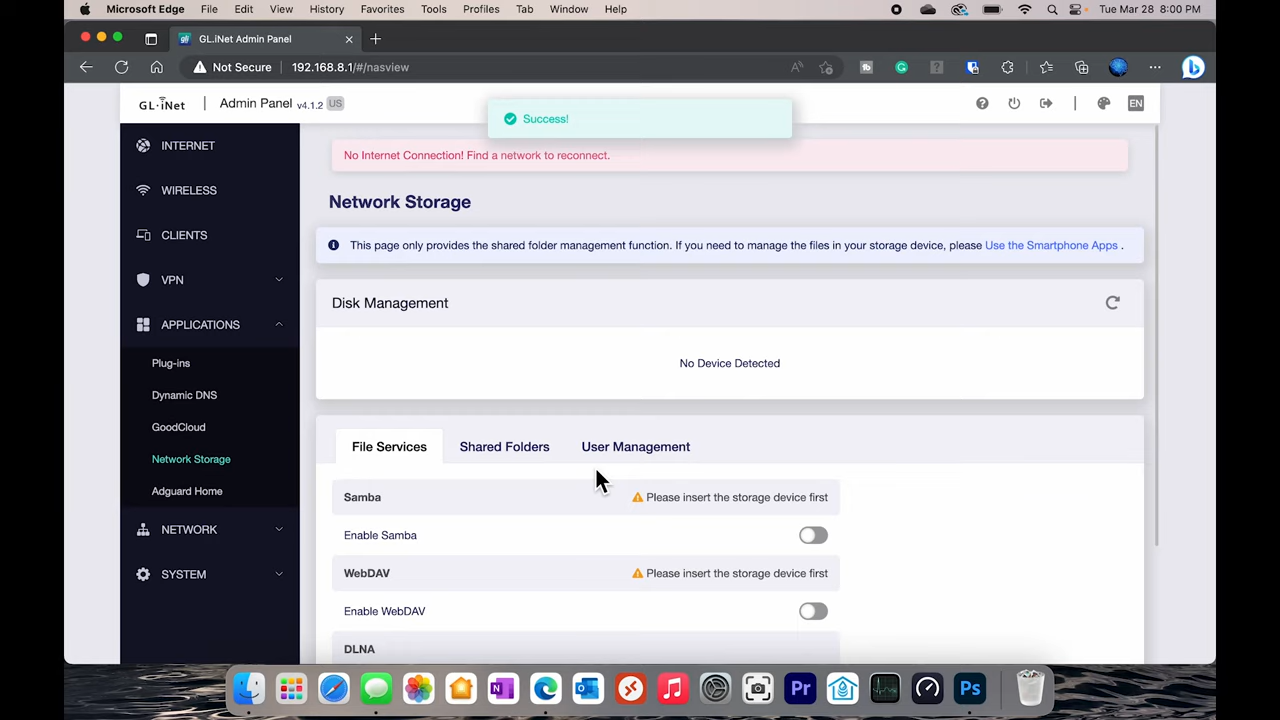 Microsoft Edge File Edit View History Favorites Tools Profiles Tab Window Help Tue Mar 28 8:00 PM
GL.iNet Admin Panel
Not Secure 192.168.8.1/#/nasview
GL·iNet Admin Panel v4.1.2 US EN
Success!
INTERNET
No Internet Connection! Find a network to reconnect.
WIRELESS
Network Storage
CLIENTS
This page only provides the shared folder management function. If you need to manage the files in your storage device, please Use the Smartphone Apps .
VPN
Disk Management
APPLICATIONS
Plug-ins
No Device Detected
Dynamic DNS
GoodCloud
File Services Shared Folders User Management
Network Storage
Adguard Home
Samba Please insert the storage device first
NETWORK
Enable Samba
SYSTEM
WebDAV Please insert the storage device first
Enable WebDAV
DLNA
Pr
Ps